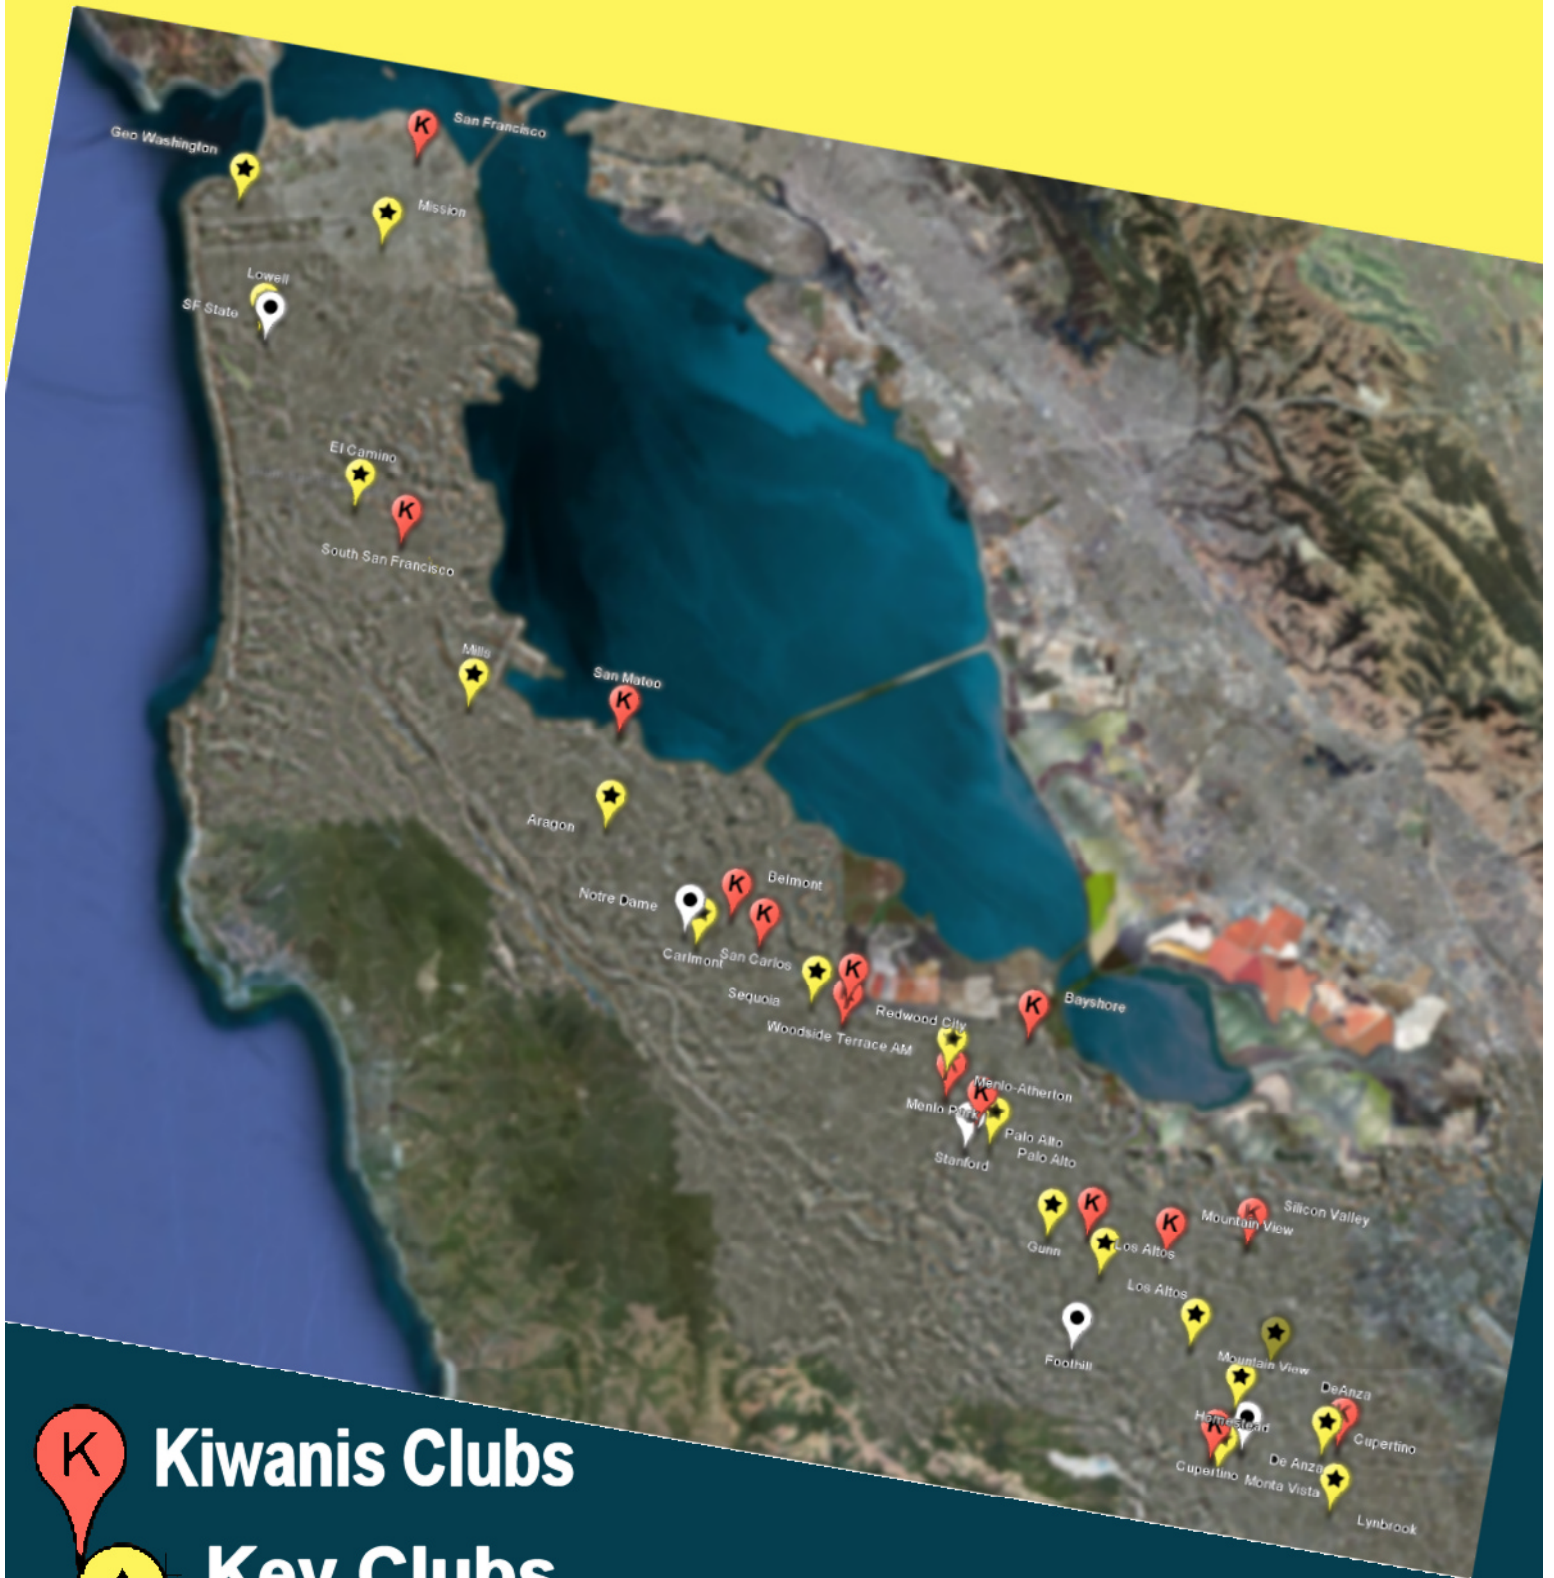 San Francisco
Geo Washington
Mission
Lowell
SF State
El Camino
South San Francisco
Mills
San Mateo
Aragon
Belmont
Notre Dame
Carlmont
San Carlos
Sequoia
Bayshore
Redwood City
Woodside Terrace AM
Menlo-Atherton
Menlo Park
Palo Alto
Palo Alto
Stanford
Silicon Valley
Mountain View
Gunn
Los Altos
Los Altos
Foothill
Mountain View
DeAnza
Homestead
Cupertino
De Anza
Cupertino
Monta Vista
Lynbrook
K
K
K
K
K
K
K
K
K
K
K
K
K
K
Kiwanis Clubs
Key Clubs